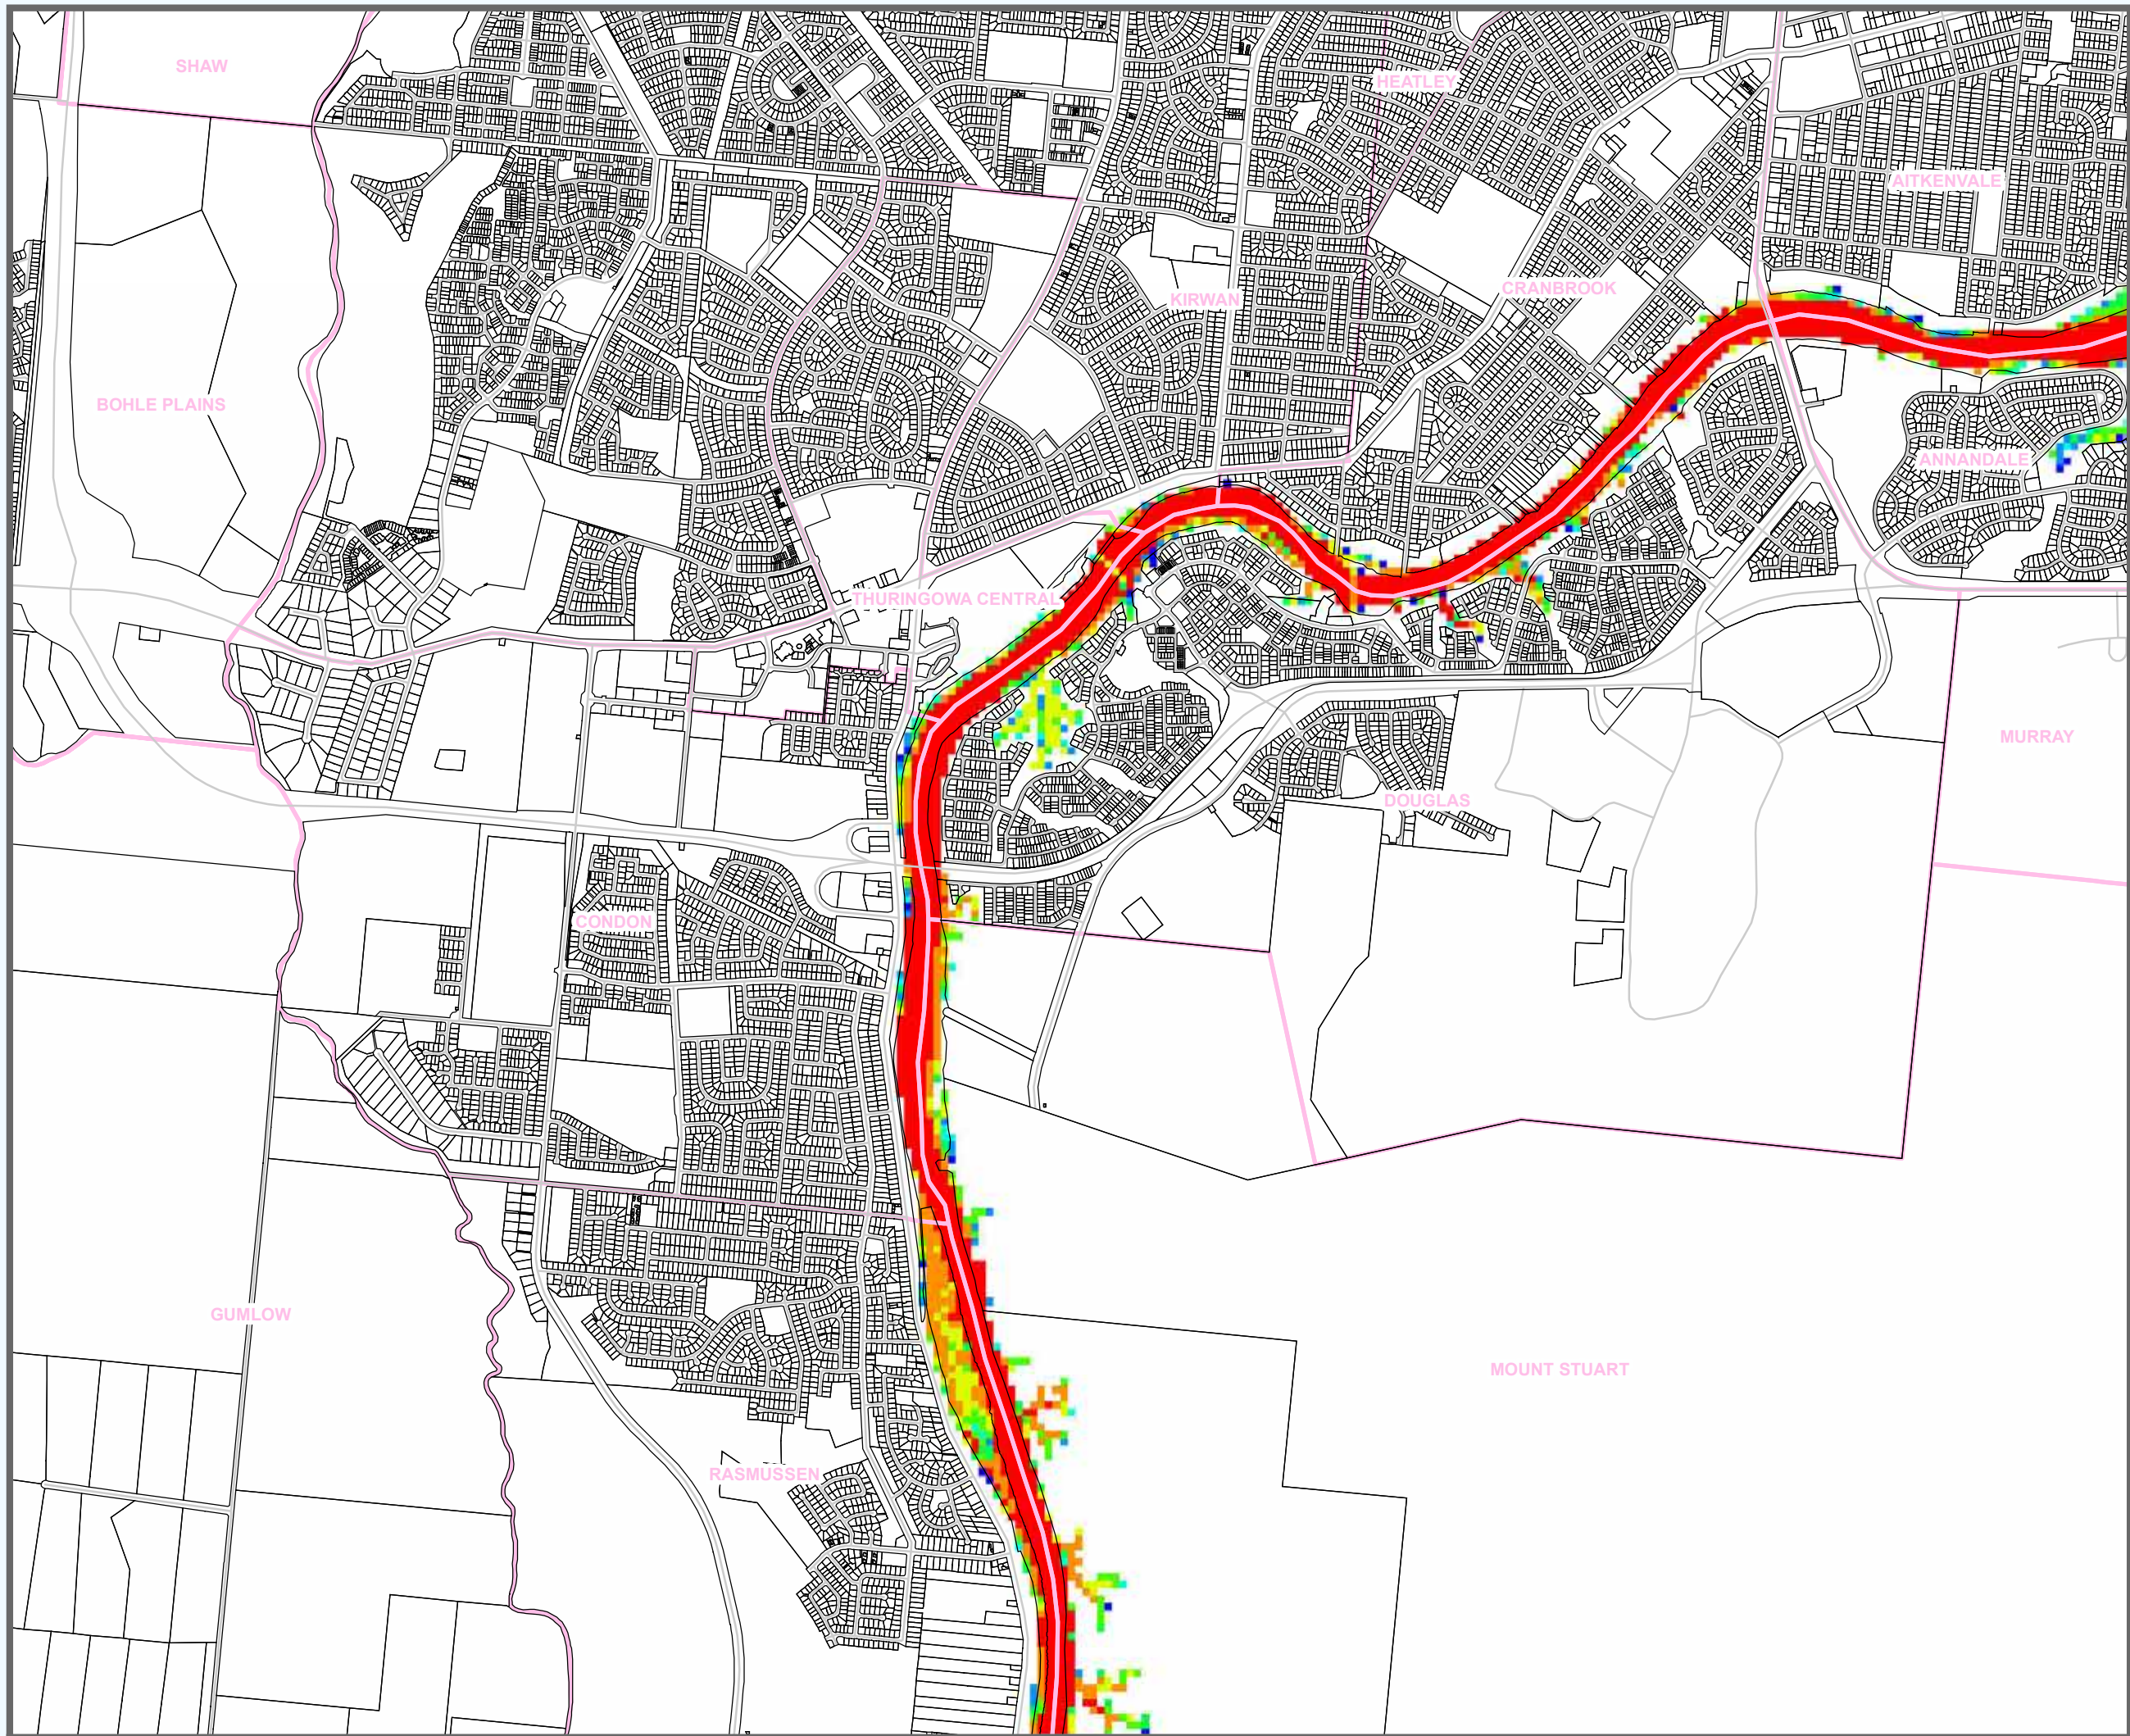 SHAW
HEATLEY
AITKENVALE
CRANBROOK
KIRWAN
BOHLE PLAINS
ANNANDALE
THURINGOWA CENTRAL
MURRAY
DOUGLAS
CONDON
GUMLOW
MOUNT STUART
RASMUSSEN